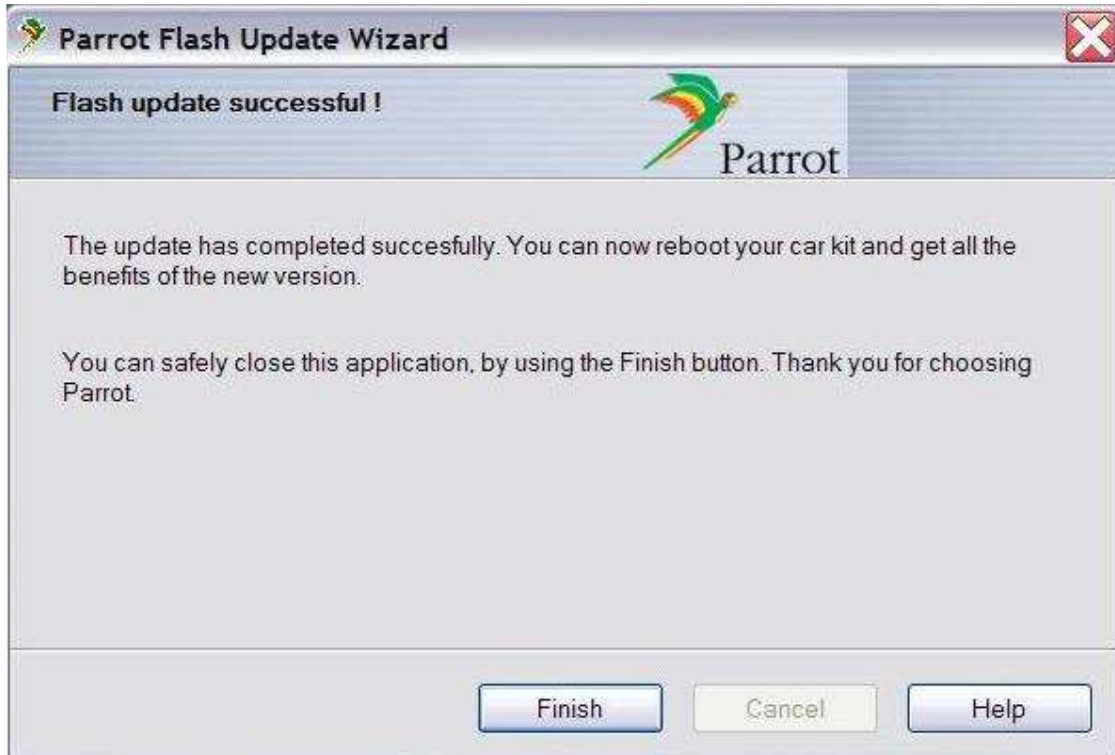 Parrot Flash Update Wizard
Flash update successful !
Parrot
The update has completed succesfully. You can now reboot your car kit and get all the
benefits of the new version.
You can safely close this application, by using the Finish button. Thank you for choosing
Parrot.
Finish
Cancel
Help